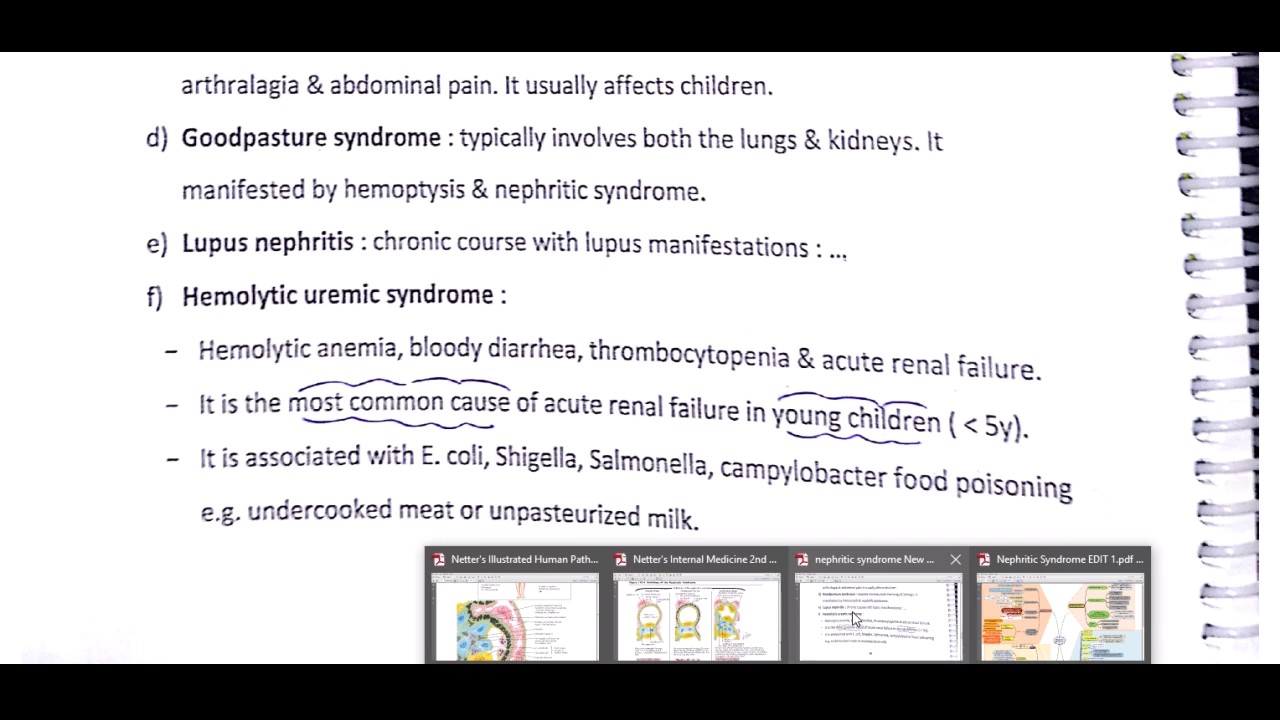 arthralagia & abdominal pain. It usually affects children.
d) Goodpasture syndrome : typically involves both the lungs & kidneys. It
manifested by hemoptysis & nephritic syndrome.
e) Lupus nephritis : chronic course with lupus manifestations : ...
f) Hemolytic uremic syndrome :
– Hemolytic anemia, bloody diarrhea, thrombocytopenia & acute renal failure.
– It is the most common cause of acute renal failure in young children ( < 5y).
– It is associated with E. coli, Shigella, Salmonella, campylobacter food poisoning
e.g. undercooked meat or unpasteurized milk.
Netter's Illustrated Human Path... Netter's Internal Medicine 2nd ... nephritic syndrome New ... Nephritic Syndrome EDIT 1.pdf ...